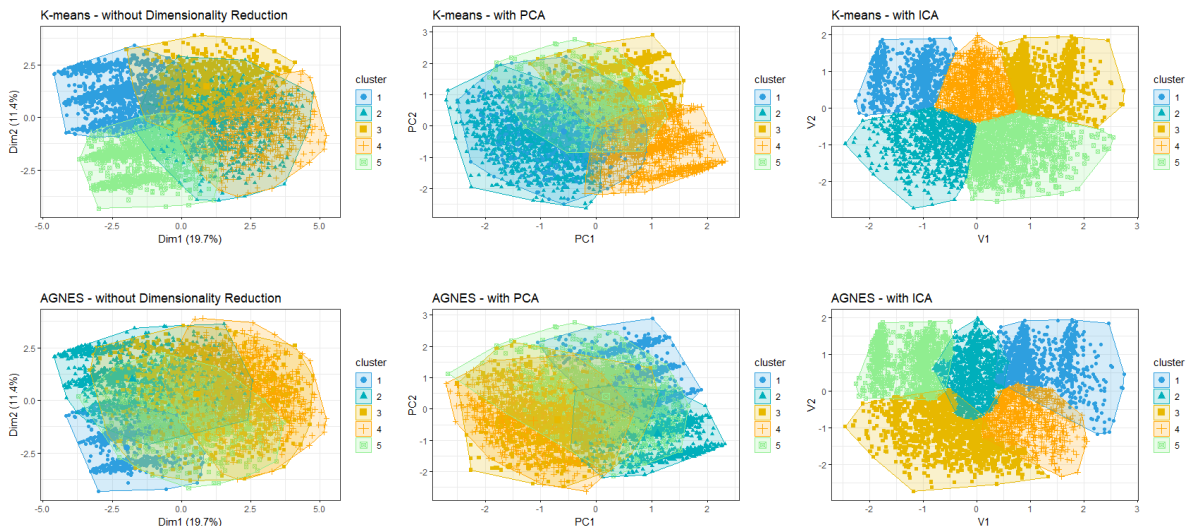 K-means - without Dimensionality Reduction
2.5
0.0
-2.5
-5.0 -2.5 0.0 2.5 5.0
Dim1 (19.7%)
Dim2 (11.4%)
cluster
1
2
3
4
5
K-means - with PCA
3
2
1
0
-1
-2
-2 -1 0 1 2
PC1
PC2
cluster
1
2
3
4
5
K-means - with ICA
2
1
0
-1
-2
-2 -1 0 1 2 3
V1
V2
cluster
1
2
3
4
5
AGNES - without Dimensionality Reduction
2.5
0.0
-2.5
-5.0 -2.5 0.0 2.5 5.0
Dim1 (19.7%)
Dim2 (11.4%)
cluster
1
2
3
4
5
AGNES - with PCA
3
2
1
0
-1
-2
-2 -1 0 1 2
PC1
PC2
cluster
1
2
3
4
5
AGNES - with ICA
2
1
0
-1
-2
-2 -1 0 1 2 3
V1
V2
cluster
1
2
3
4
5